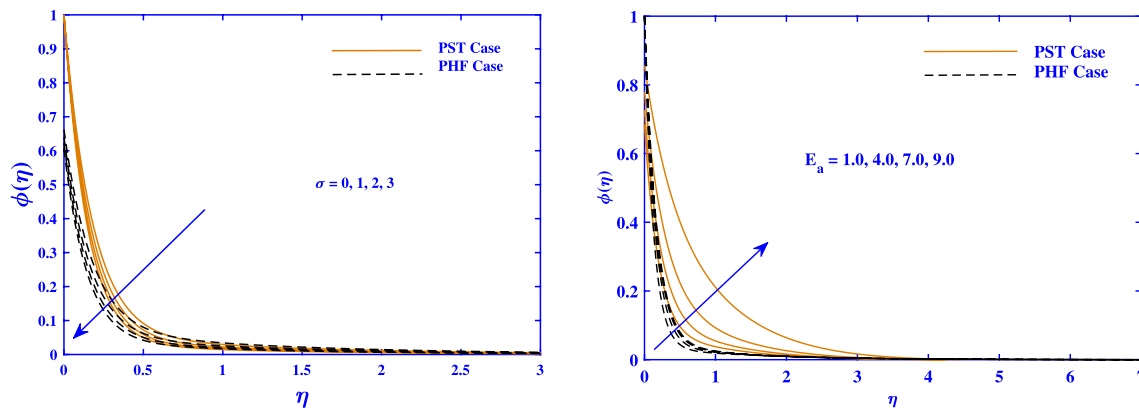 1
0.9
0.8
0.7
0.6
0.5
0.4
0.3
0.2
0.1
0
ϕ(η)
PST Case
PHF Case
σ = 0, 1, 2, 3
0 0.5 1 1.5 2 2.5 3
η
1
0.8
0.6
0.4
0.2
0
ϕ(η)
PST Case
PHF Case
E_a = 1.0, 4.0, 7.0, 9.0
0 1 2 3 4 5 6 7
η